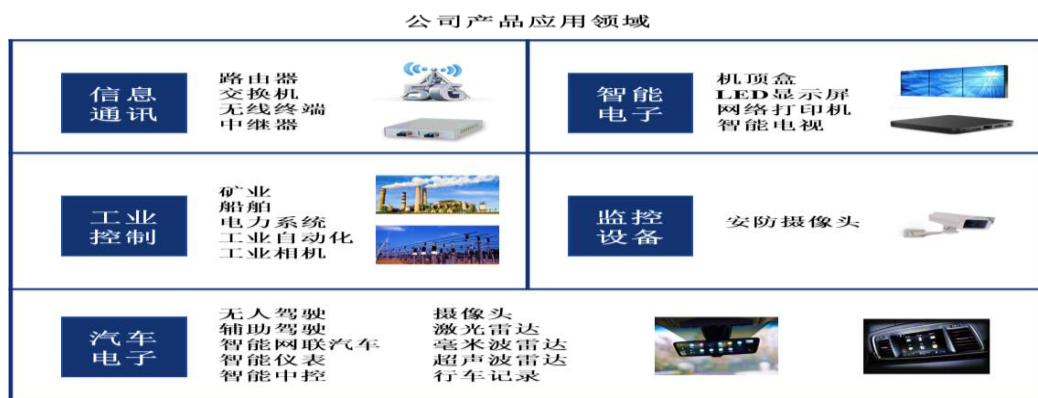 公司产品应用领域
信息
通讯
路由器
交换机
无线终端
中继器
5G
智能
电子
机顶盒
LED显示屏
网络打印机
智能电视
工业
控制
矿业
船舶
电力系统
工业自动化
工业相机
监控
设备
安防摄像头
汽车
电子
无人驾驶
辅助驾驶
智能网联汽车
智能仪表
智能中控
摄像头
激光雷达
毫米波雷达
超声波雷达
行车记录